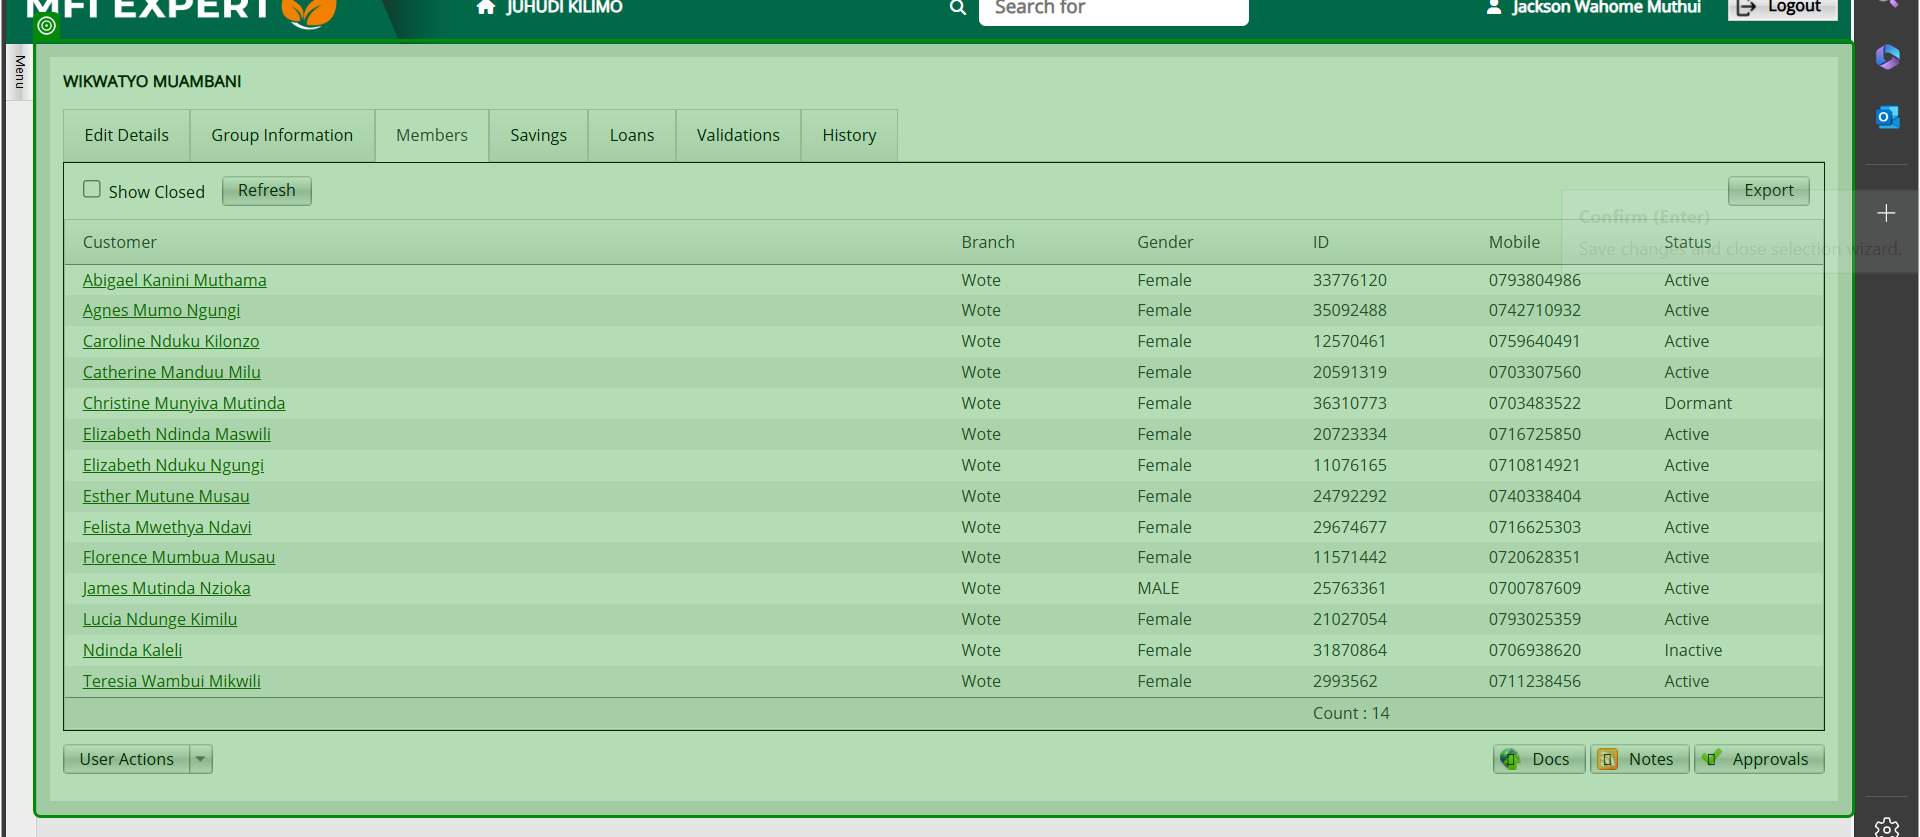 MFI EXPERT
JUHUDI KILIMO
Search for
Jackson Wahome Muthui
Logout
Menu
WIKWATYO MUAMBANI
Edit Details Group Information Members Savings Loans Validations History
Show Closed Refresh Export
Confirm (Enter)
Save changes and close selection wizard.
Customer Branch Gender ID Mobile Status
Abigael Kanini Muthama Wote Female 33776120 0793804986 Active
Agnes Mumo Ngungi Wote Female 35092488 0742710932 Active
Caroline Nduku Kilonzo Wote Female 12570461 0759640491 Active
Catherine Manduu Milu Wote Female 20591319 0703307560 Active
Christine Munyiva Mutinda Wote Female 36310773 0703483522 Dormant
Elizabeth Ndinda Maswili Wote Female 20723334 0716725850 Active
Elizabeth Nduku Ngungi Wote Female 11076165 0710814921 Active
Esther Mutune Musau Wote Female 24792292 0740338404 Active
Felista Mwethya Ndavi Wote Female 29674677 0716625303 Active
Florence Mumbua Musau Wote Female 11571442 0720628351 Active
James Mutinda Nzioka Wote MALE 25763361 0700787609 Active
Lucia Ndunge Kimilu Wote Female 21027054 0793025359 Active
Ndinda Kaleli Wote Female 31870864 0706938620 Inactive
Teresia Wambui Mikwili Wote Female 2993562 0711238456 Active
Count : 14
User Actions Docs Notes Approvals